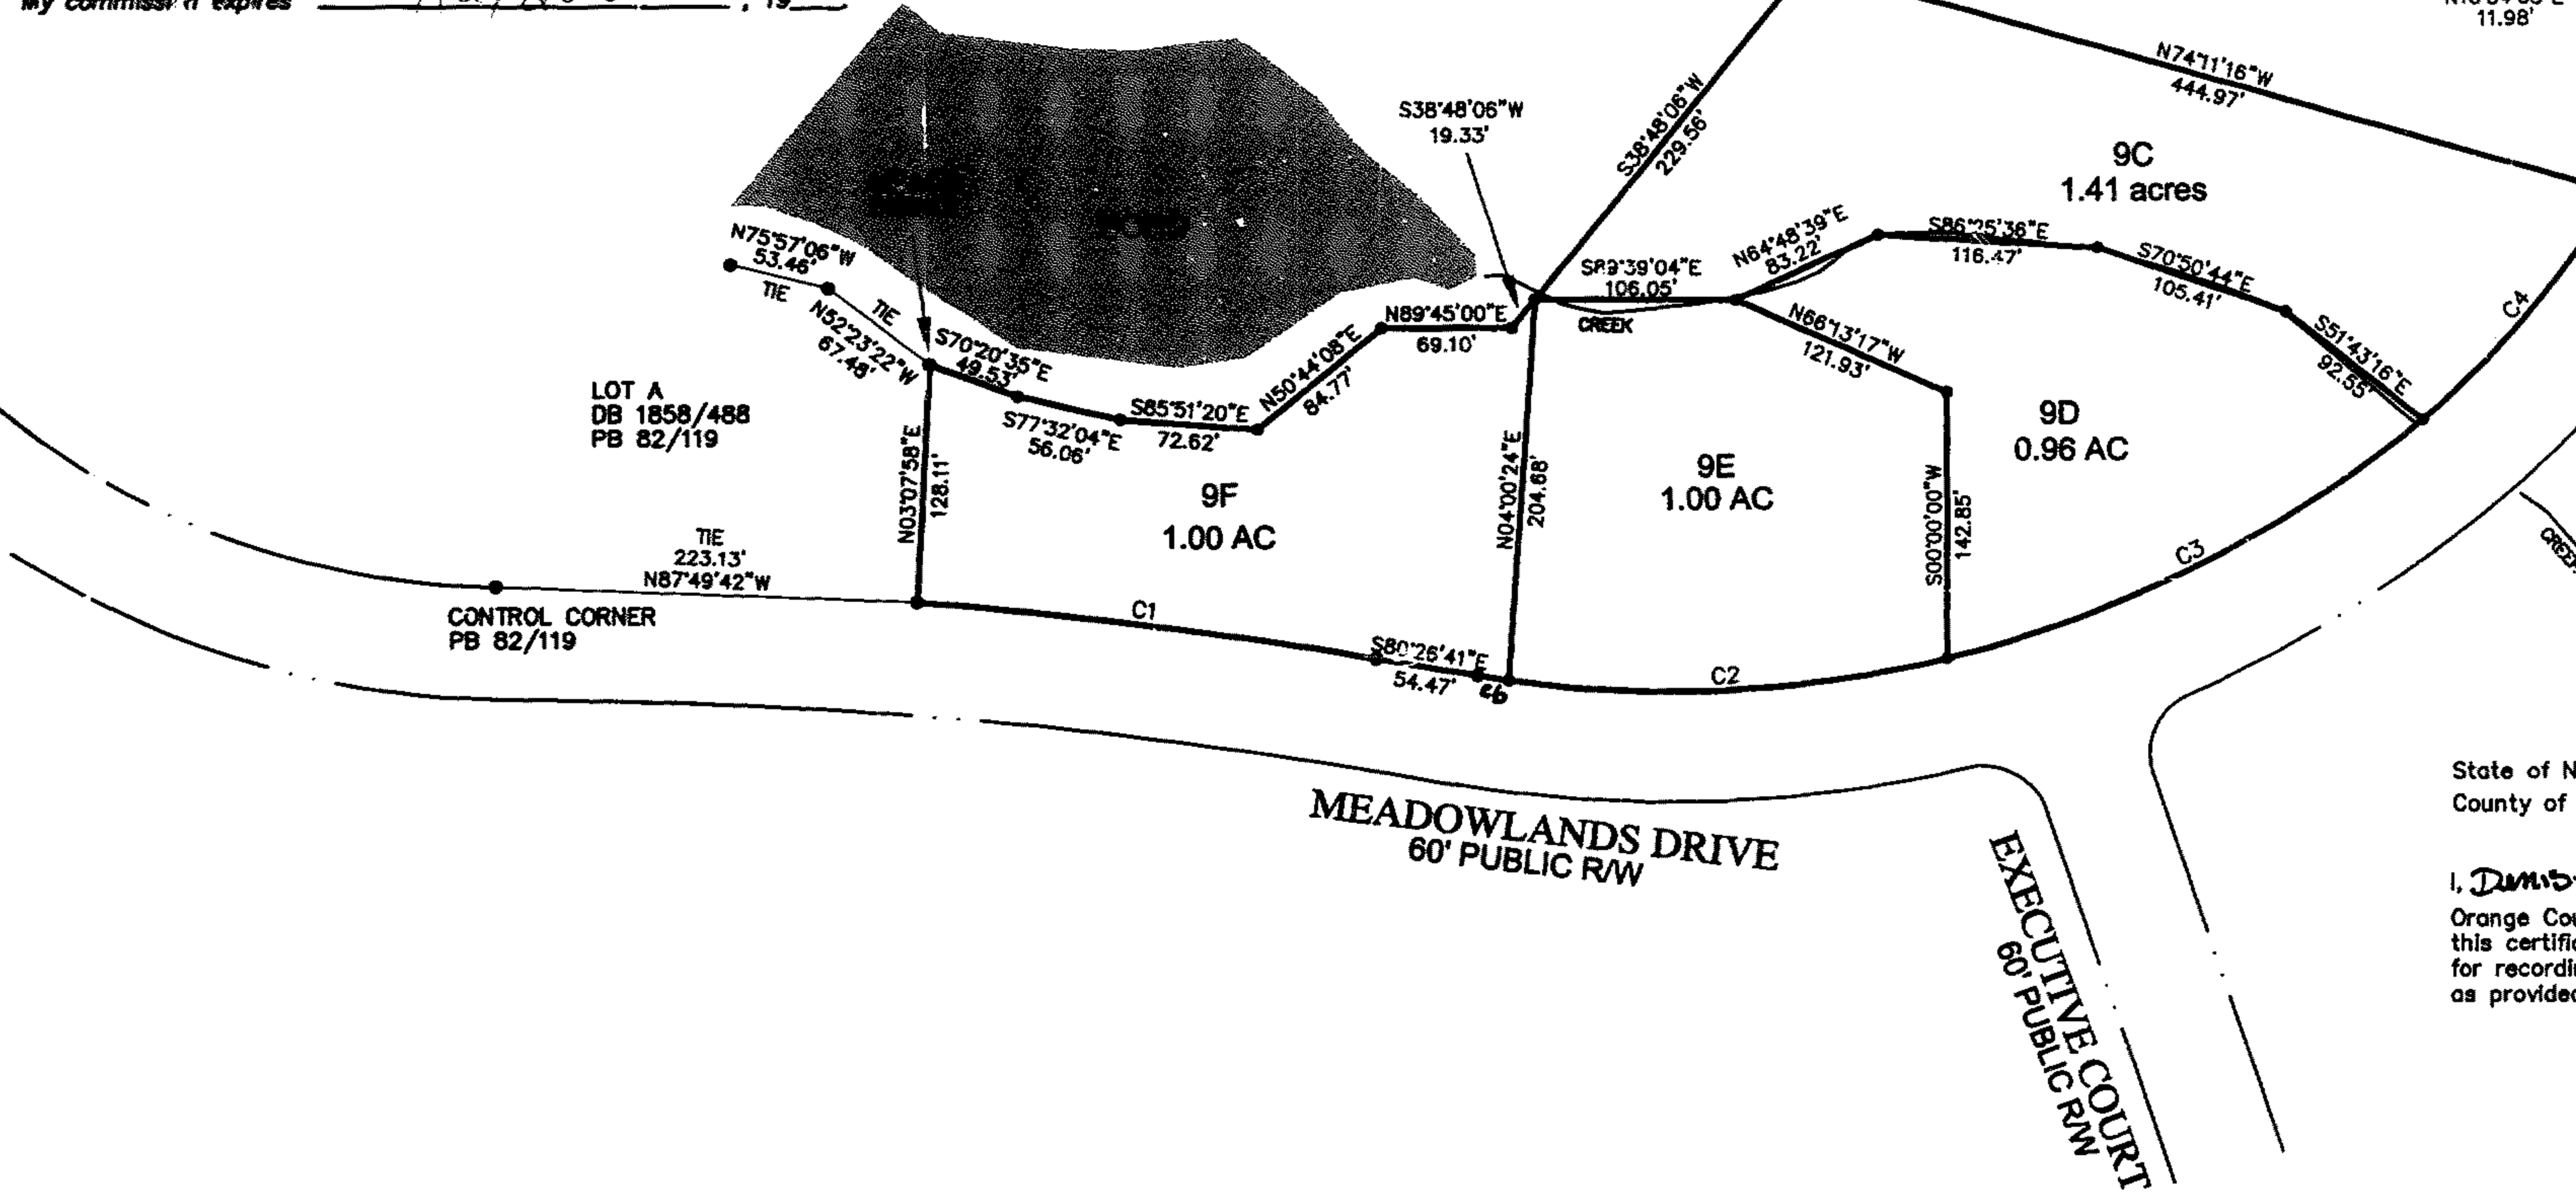 My commission expires , 19
11.98'
N74°11'16"W
444.97'
S38°48'06"W
229.56'
S38°48'06"W
19.33'
9C
1.41 acres
N75°57'06"W
53.46'
TIE
TIE
N52°23'22"W
67.48'
S70°20'35"E
49.53'
S77°32'04"E
56.06'
S85°51'20"E
72.62'
N50°44'08"E
84.77'
N89°45'00"E
69.10'
S89°39'04"E
106.05'
CREEK
N64°48'39"E
83.22'
116.47'
S70°50'44"E
105.41'
S51°43'16"E
92.55'
C4
N66°13'17"W
121.93'
LOT A
DB 1858/488
PB 82/119
N03°07'58"E
128.11'
9F
1.00 AC
N04°00'24"E
204.68'
9E
1.00 AC
S00°00'00"W
142.85'
9D
0.96 AC
TIE
223.13'
N87°49'42"W
CONTROL CORNER
PB 82/119
C1
S80°26'41"E
54.47'
C2
C3
MEADOWLANDS DRIVE
60' PUBLIC R/W
EXECUTIVE COURT
60' PUBLIC R/W
State of N
County of
I,
Orange Cou
this certific
for recordi
as provided